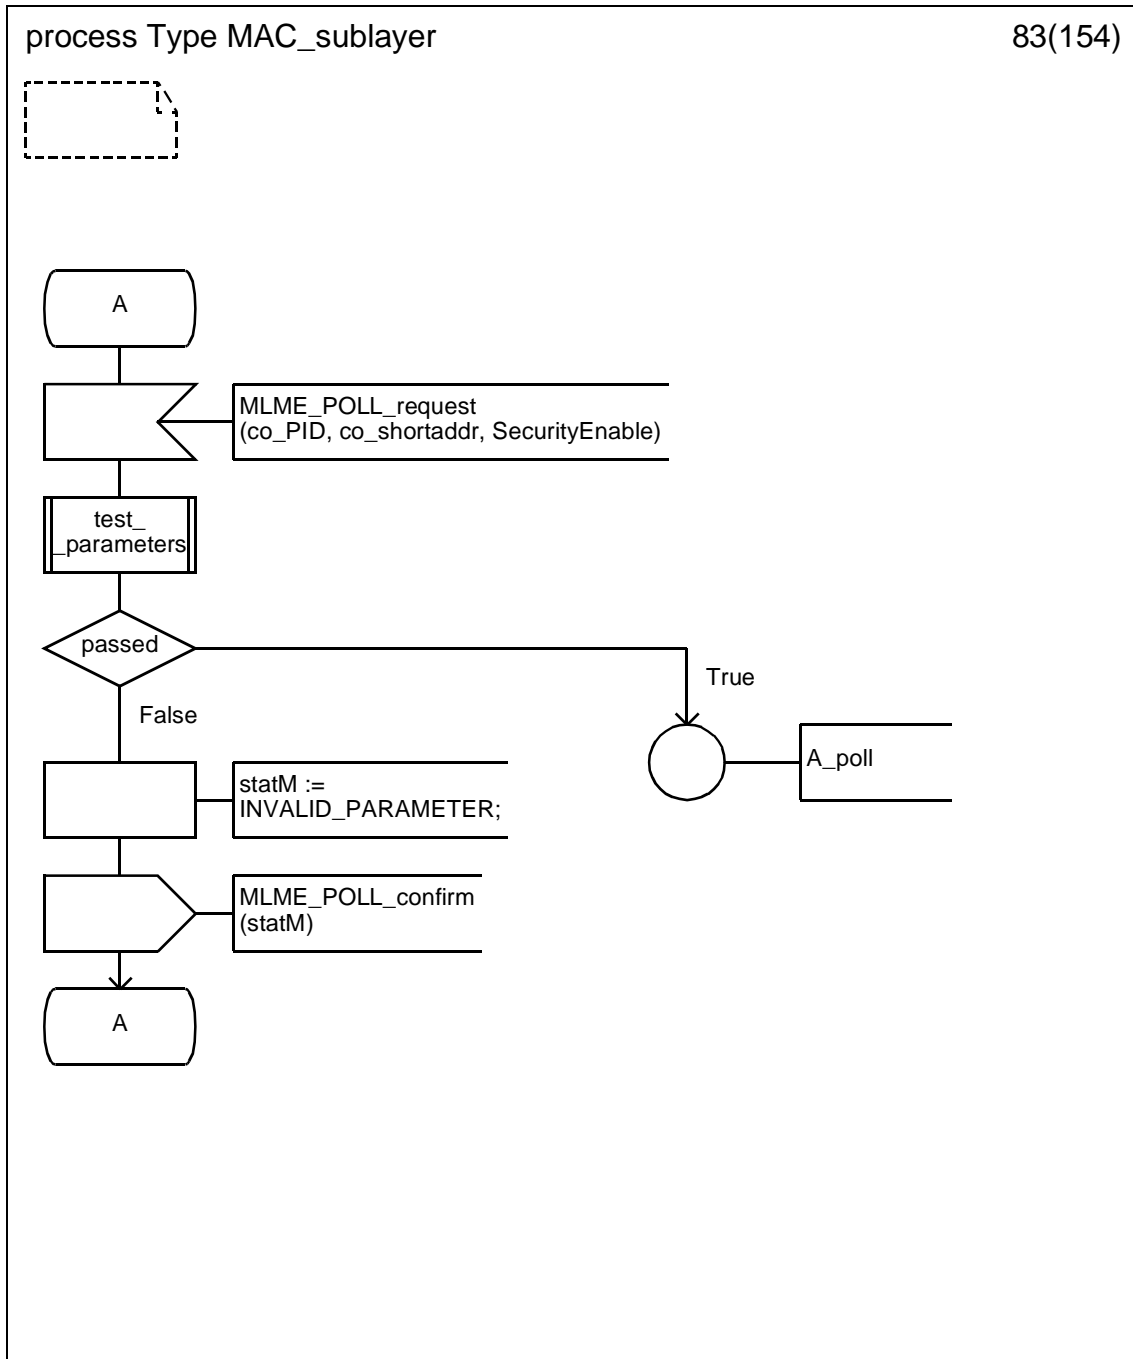 process Type MAC_sublayer
83(154)
A
MLME_POLL_request
(co_PID, co_shortaddr, SecurityEnable)
test_
_parameters
passed
True
False
A_poll
statM :=
INVALID_PARAMETER;
MLME_POLL_confirm
(statM)
A